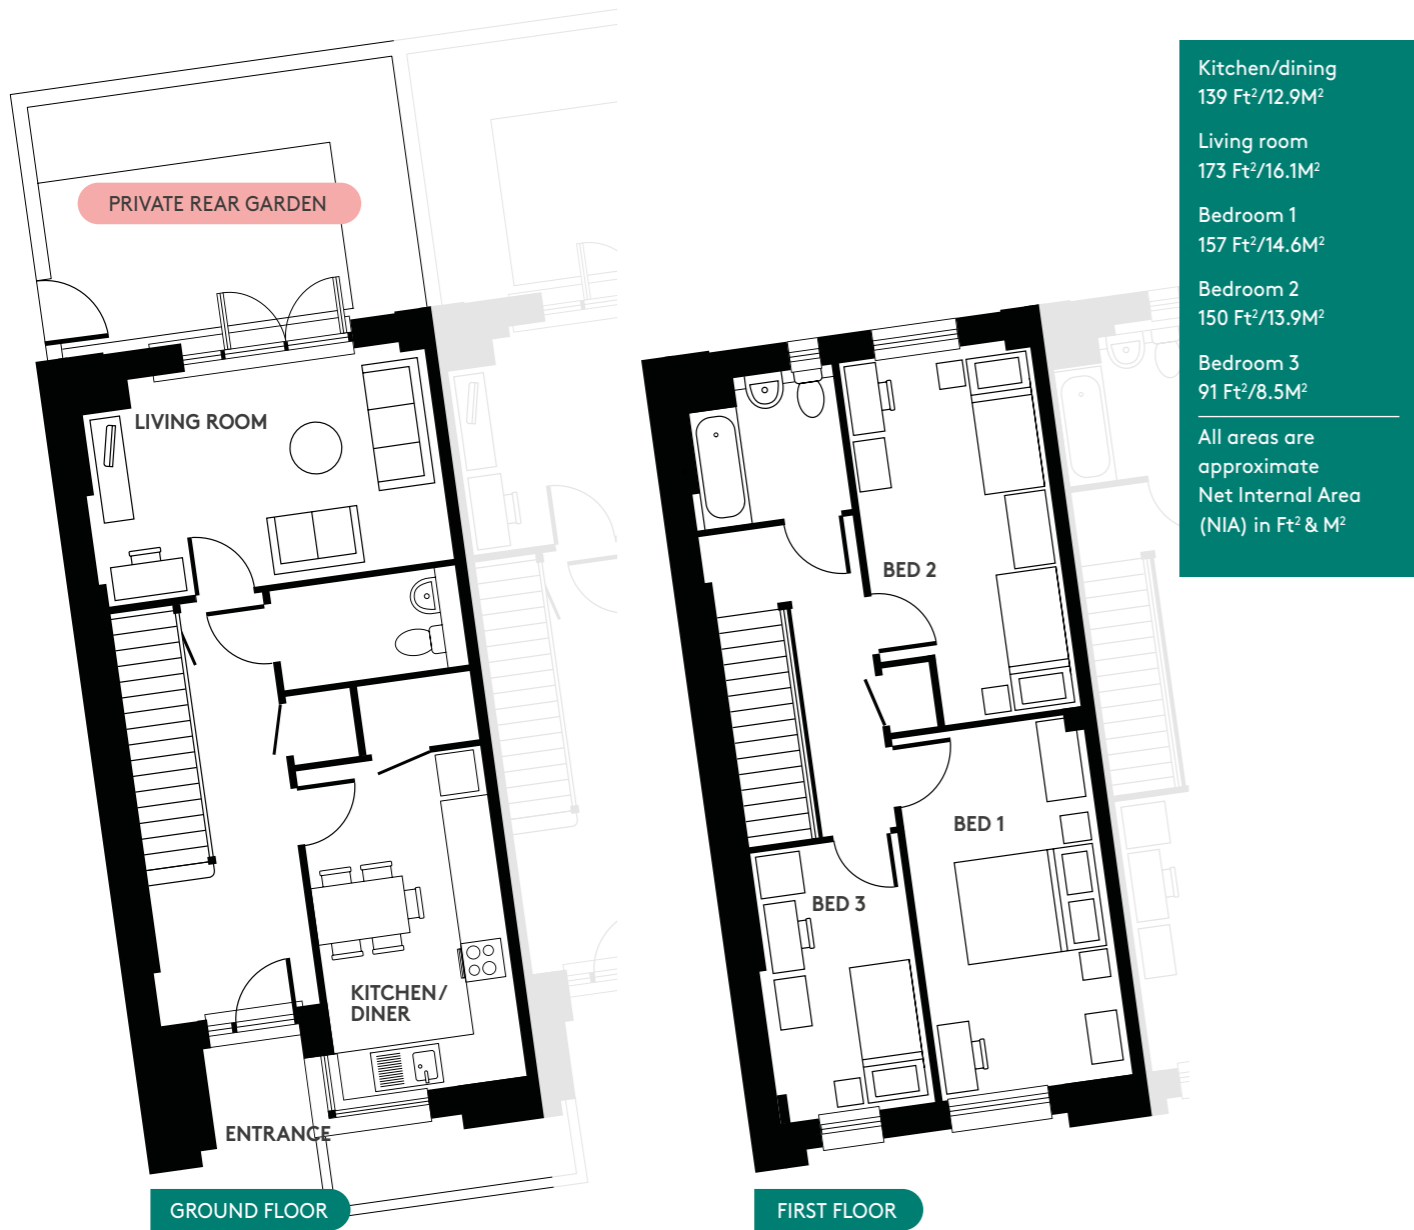 PRIVATE REAR GARDEN
LIVING ROOM
KITCHEN/
DINER
ENTRANCE
GROUND FLOOR
BED 2
BED 1
BED 3
FIRST FLOOR
Kitchen/dining
139 Ft²/12.9M²
Living room
173 Ft²/16.1M²
Bedroom 1
157 Ft²/14.6M²
Bedroom 2
150 Ft²/13.9M²
Bedroom 3
91 Ft²/8.5M²
All areas are
approximate
Net Internal Area
(NIA) in Ft² & M²